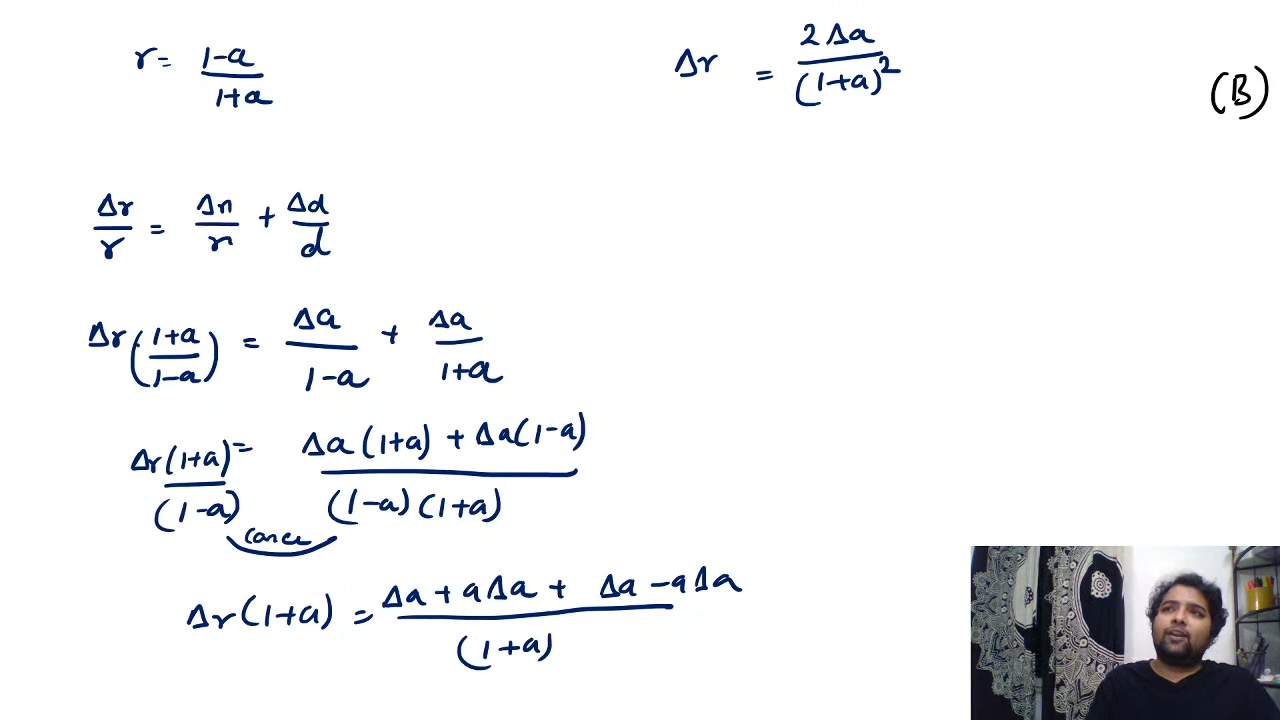 r = (1-a)/(1+a)
Δr/r = Δn/n + Δd/d
Δr((1+a)/(1-a)) = Δa/(1-a) + Δa/(1+a)
Δr(1+a)/(1-a) = (Δa(1+a) + Δa(1-a))/((1-a)(1+a))
Δr(1+a) = (Δa + aΔa + Δa - aΔa)/(1+a)
Δr = 2Δa/(1+a)²
(B)